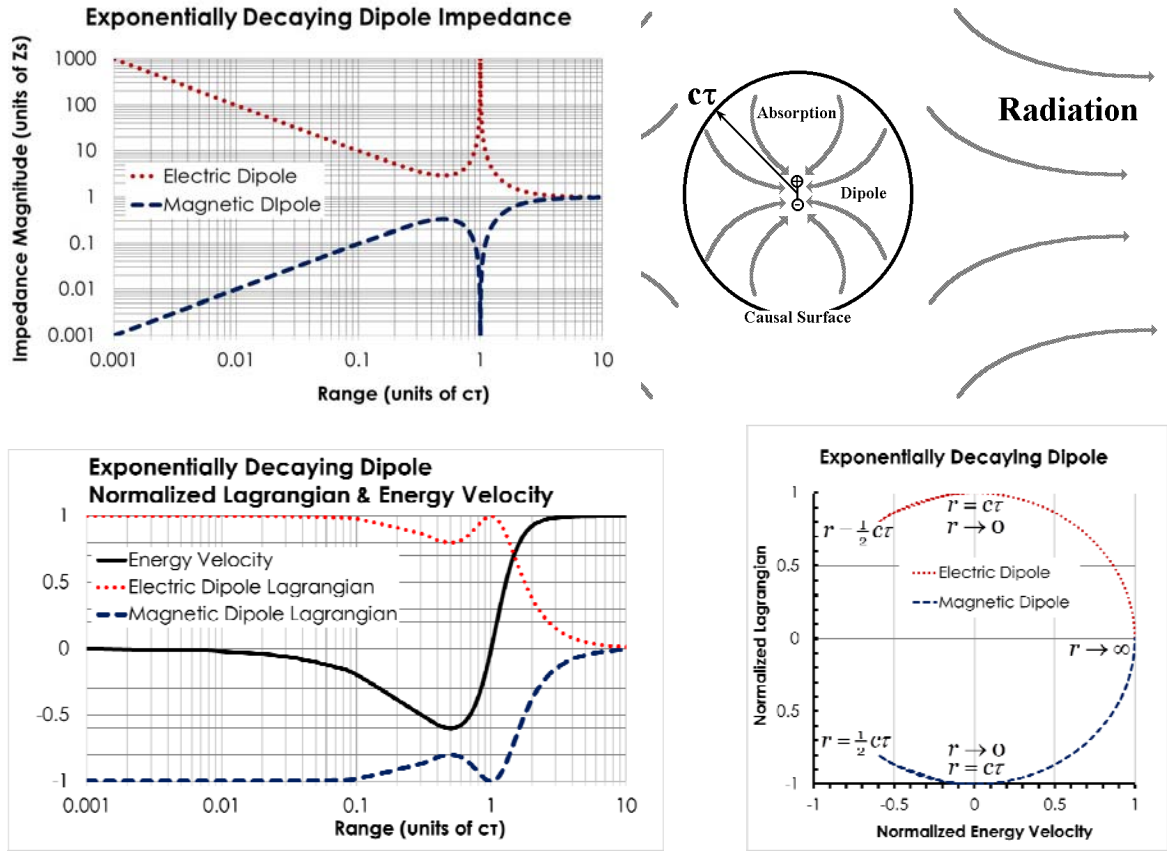 Exponentially Decaying Dipole Impedance
Impedance Magnitude (units of Zs)
1000
100
10
1
0.1
0.01
0.001
Electric Dipole
Magnetic DIpole
0.001
0.01
0.1
1
10
Range (units of cτ)
cτ
Absorption
Dipole
Causal Surface
Radiation
+
−
Exponentially Decaying Dipole
Normalized Lagrangian & Energy Velocity
1
0.5
0
-0.5
-1
Energy Velocity
Electric Dipole Lagrangian
Magnetic Dipole Lagrangian
0.001
0.01
0.1
1
10
Range (units of cτ)
Exponentially Decaying Dipole
Normalized Lagrangian
1
0.5
0
0.5
-1
r = cτ
r → 0
r − ½ cτ
Electric Dipole
Magnetic Dipole
r → ∞
r = ½ cτ
r → 0
r = cτ
-1
-0.5
0
0.5
1
Normalized Energy Velocity